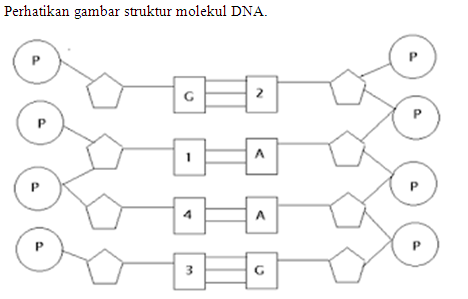 Perhatikan gambar struktur molekul DNA.
P P
G 2
P P
1 A
P P
4 A
P P
3 G